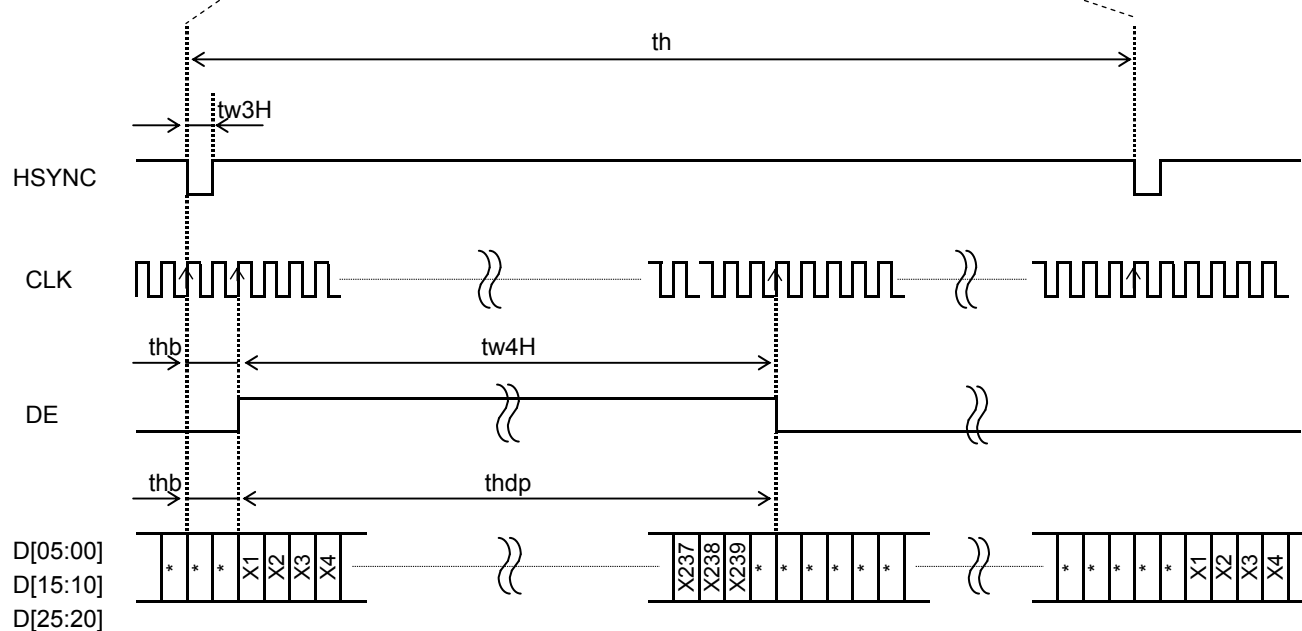 th
tw3H
HSYNC
CLK
thb tw4H
DE
thb thdp
D[05:00] * * * X1 X2 X3 X4 X237 X238 X239 * * * * * * * * * * * X1 X2 X3 X4
D[15:10]
D[25:20]